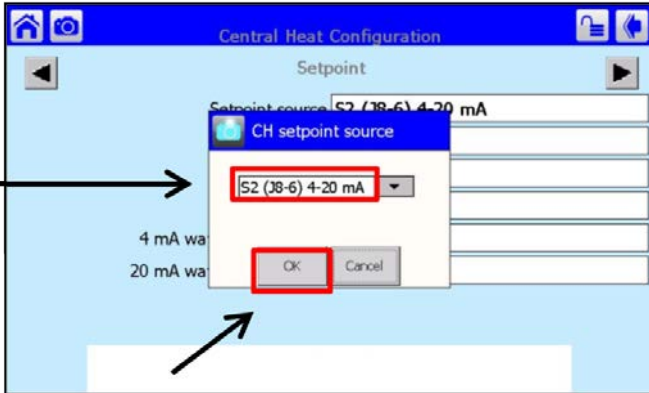 Central Heat Configuration
Setpoint
Setpoint source S2 (J8-6) 4-20 mA
CH setpoint source
S2 (J8-6) 4-20 mA
4 mA wa
20 mA wa
OK Cancel